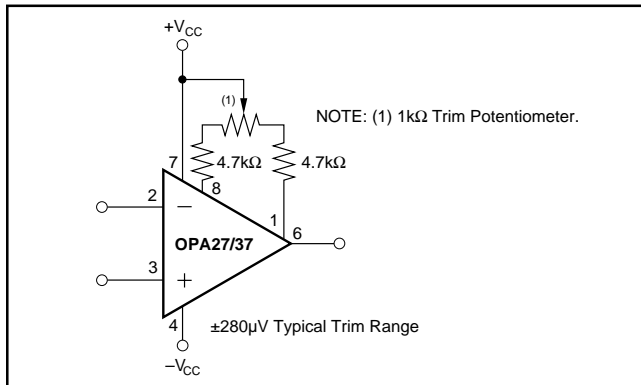 +VCC
(1)
NOTE: (1) 1kΩ Trim Potentiometer.
7
4.7kΩ
4.7kΩ
8
2
−
1
6
OPA27/37
3
+
4
±280µV Typical Trim Range
−VCC